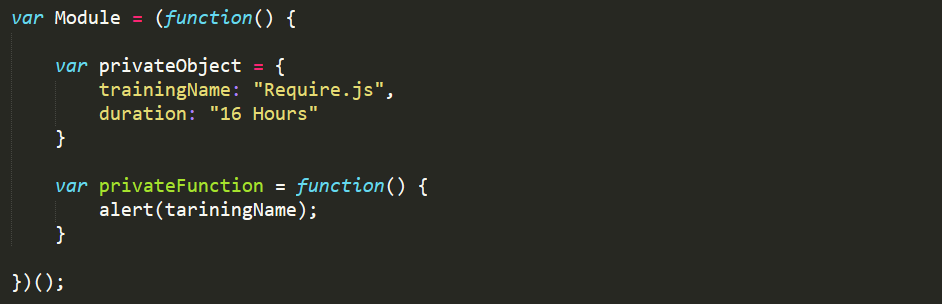 var Module = (function() {
var privateObject = {
trainingName: "Require.js",
duration: "16 Hours"
}
var privateFunction = function() {
alert(tariningName);
}
})();